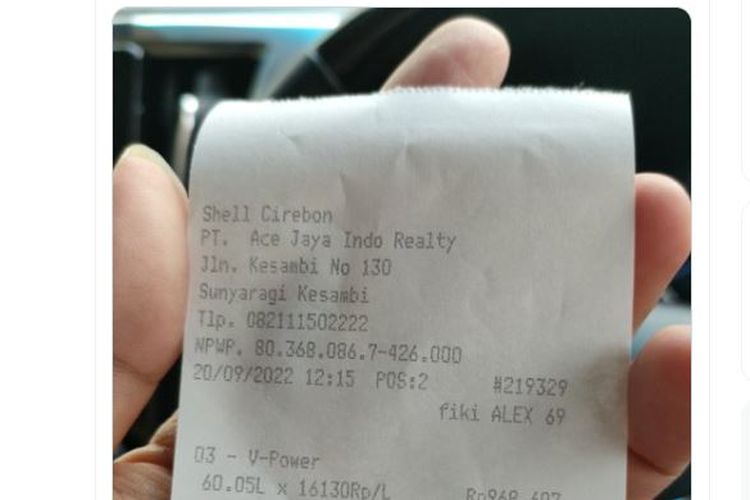 Shell Cirebon
PT. Ace Jaya Indo Realty
Jln. Kesambi No 130
Sunyaragi Kesambi
Tlp. 082111502222
NPWP. 80.368.086.7-426.000
20/09/2022 12:15 POS:2 #219329
fiki ALEX 69
03 - V-Power
60.05L x 16130Rp/L Rp968,607